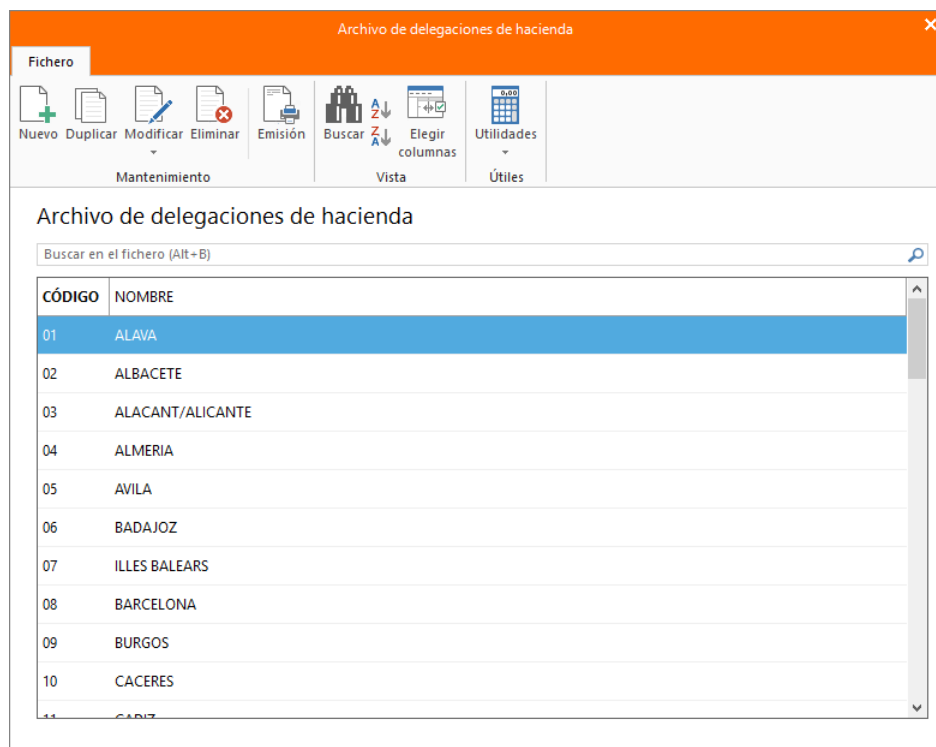 Archivo de delegaciones de hacienda
Fichero
Nuevo Duplicar Modificar Eliminar Emisión Buscar Elegir columnas Utilidades
Mantenimiento Vista Útiles
Archivo de delegaciones de hacienda
Buscar en el fichero (Alt+B)
CÓDIGO NOMBRE
01 ALAVA
02 ALBACETE
03 ALACANT/ALICANTE
04 ALMERIA
05 AVILA
06 BADAJOZ
07 ILLES BALEARS
08 BARCELONA
09 BURGOS
10 CACERES
11 CADIZ